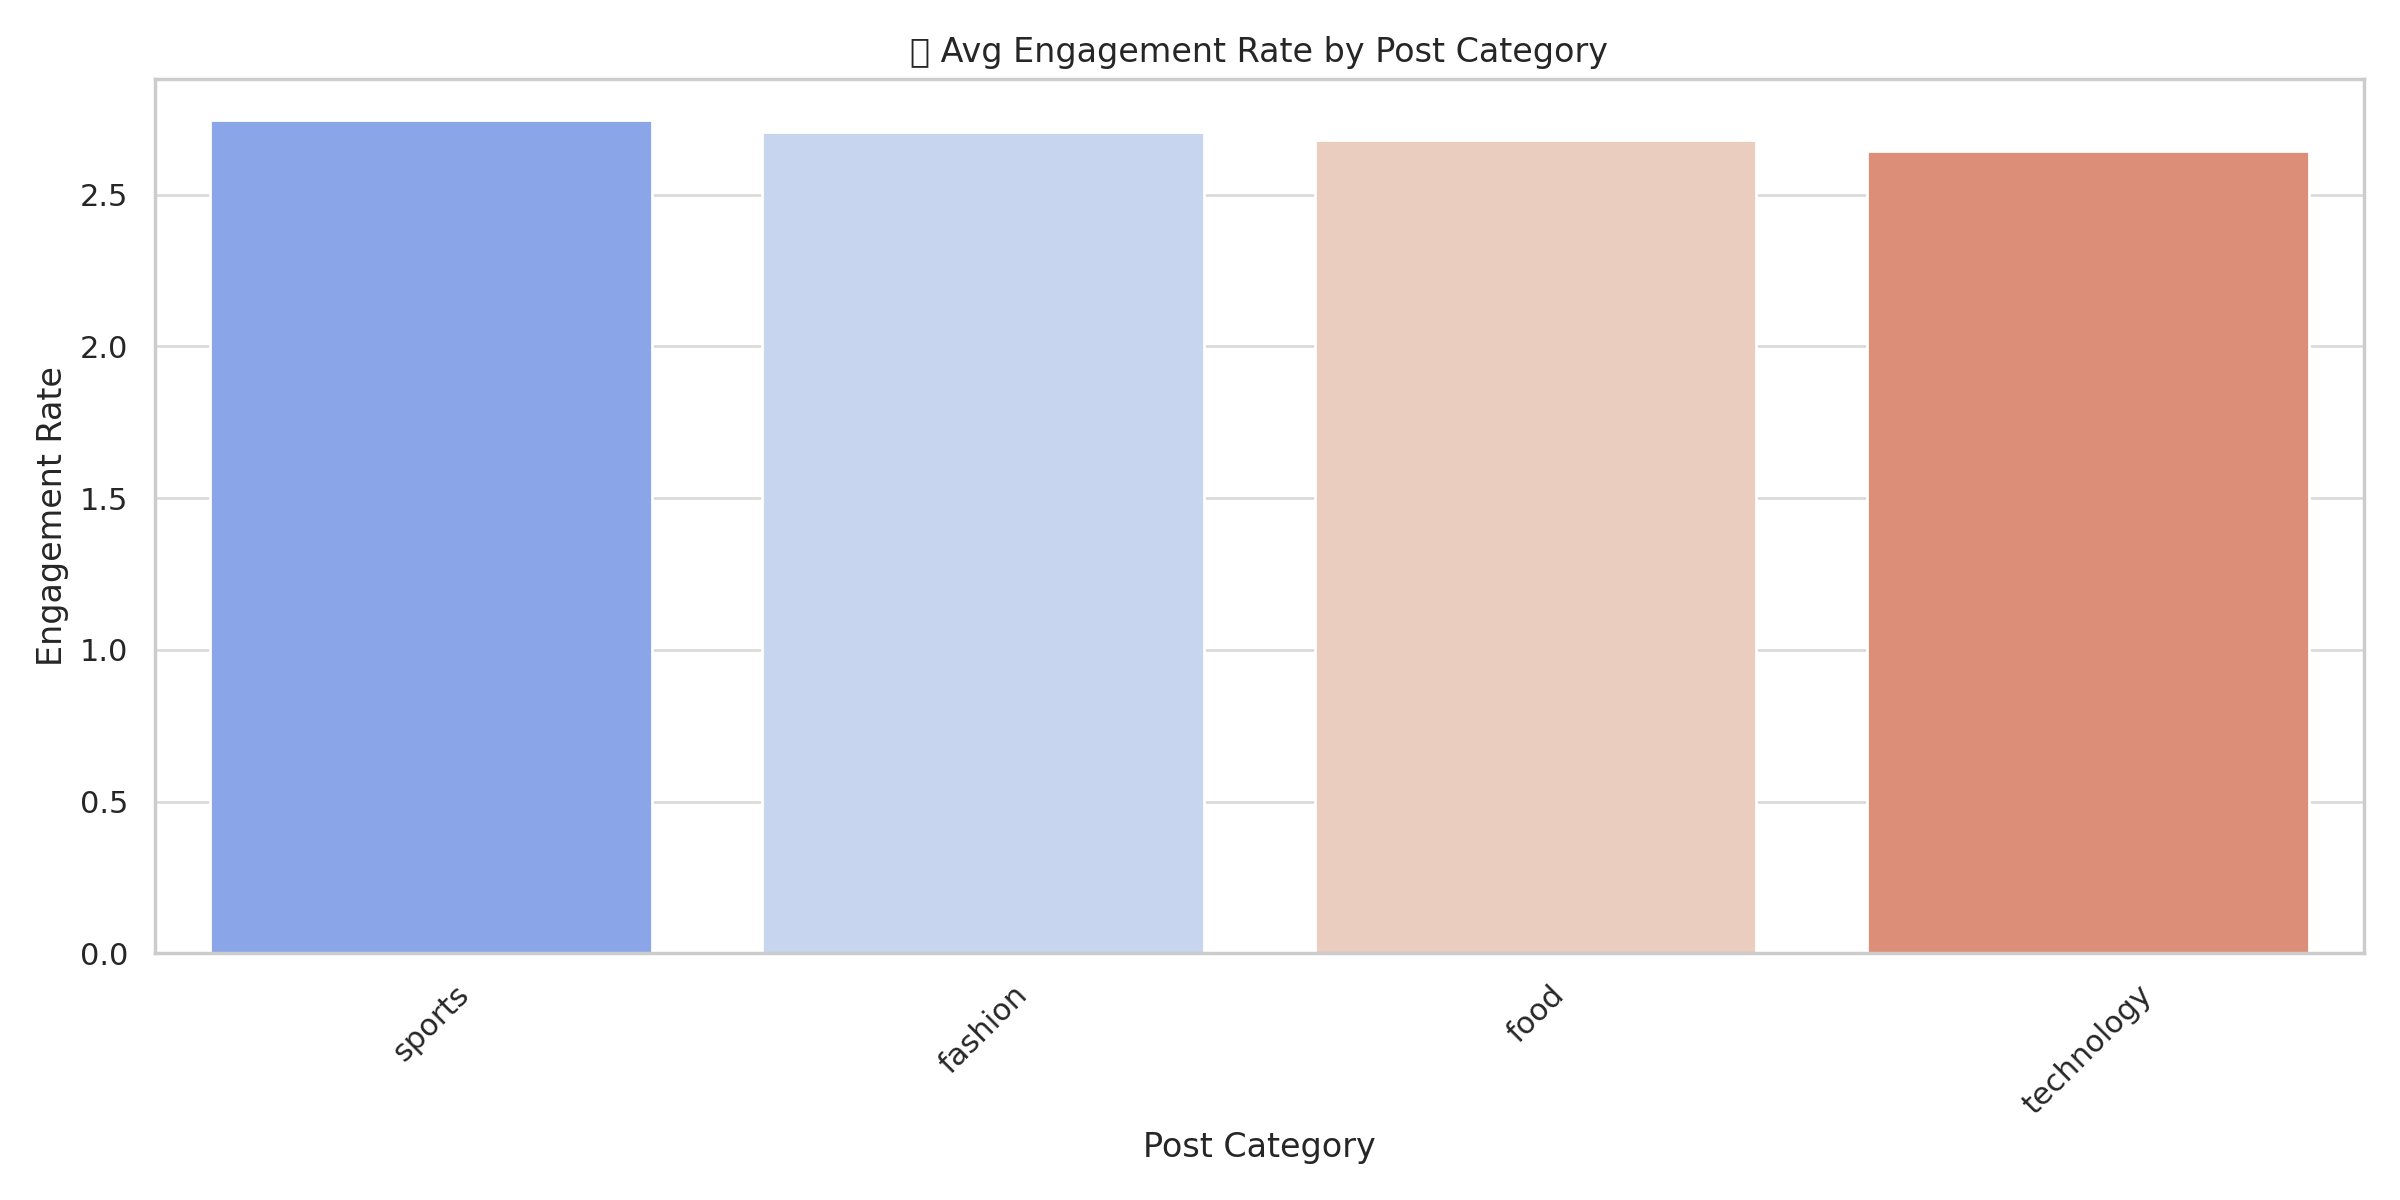 Avg Engagement Rate by Post Category
Engagement Rate
2.5
2.0
1.5
1.0
0.5
0.0
sports
fashion
food
technology
Post Category